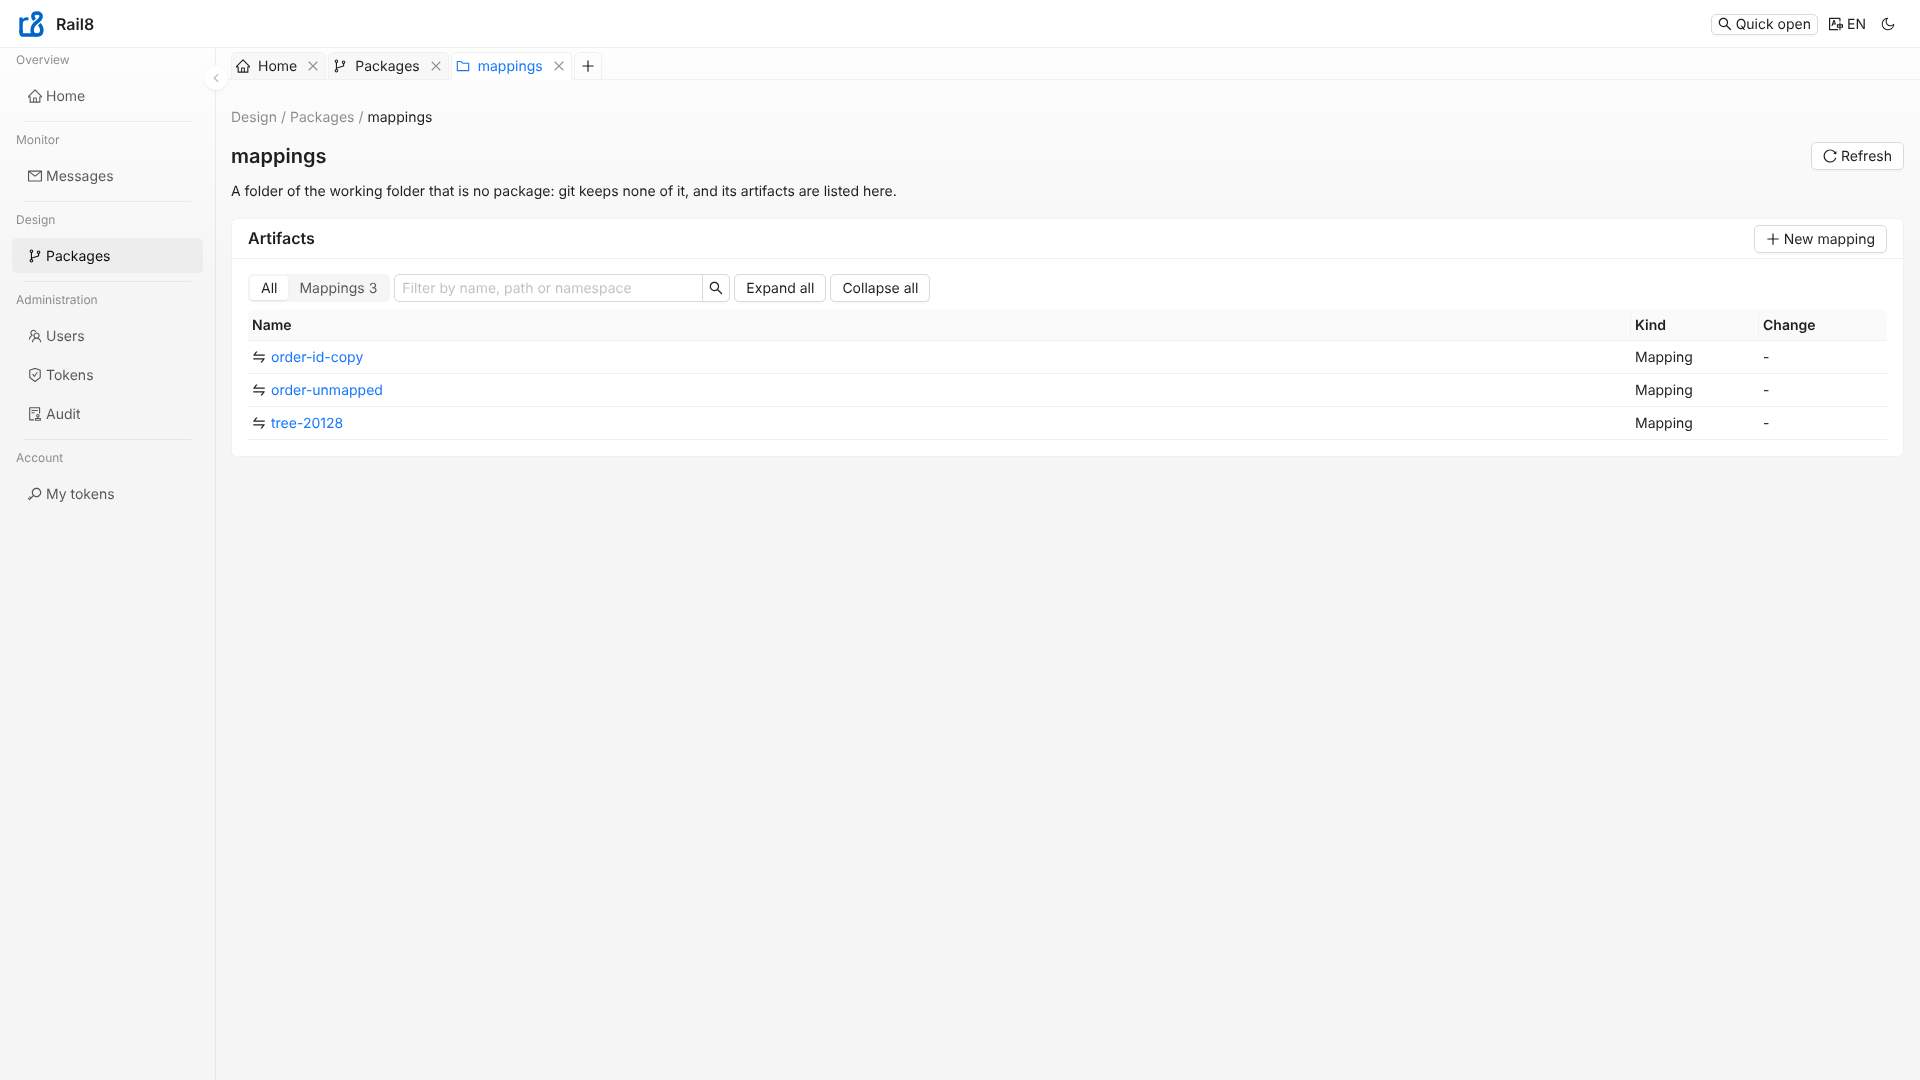 Rail8
Quick open
EN
Overview
Home
Monitor
Messages
Design
Packages
Administration
Users
Tokens
Audit
Account
My tokens
Home
Packages
mappings
Design / Packages / mappings
mappings
Refresh
A folder of the working folder that is no package: git keeps none of it, and its artifacts are listed here.
Artifacts
New mapping
All
Mappings 3
Filter by name, path or namespace
Expand all
Collapse all
Name Kind Change
order-id-copy Mapping -
order-unmapped Mapping -
tree-20128 Mapping -